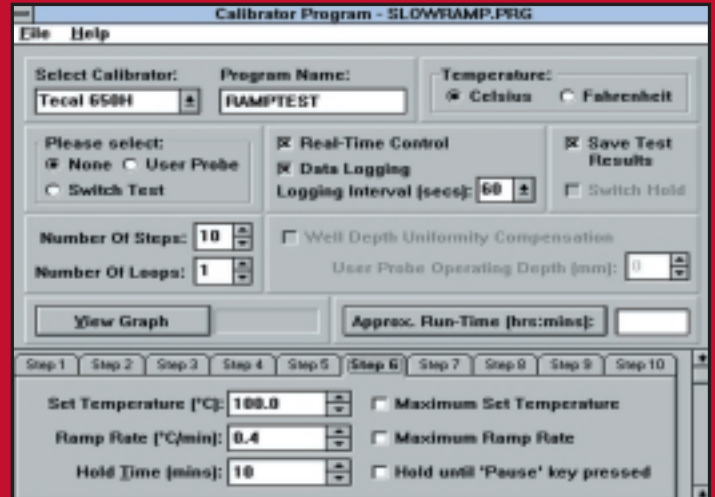 Calibrator Program - SLOWRAMP.PRG
File Help
Select Calibrator:
Tecal 650H
Program Name:
RAMPTEST
Temperature:
Celsius Fahrenheit
Please select:
None User Probe
Switch Test
Real-Time Control
Data Logging
Logging Interval (secs): 60
Save Test
Results
Switch Hold
Number Of Steps: 10
Number Of Loops: 1
Well Depth Uniformity Compensation
User Probe Operating Depth (mm): 0
View Graph
Approx. Run-Time (hrs:mins):
Step 1 Step 2 Step 3 Step 4 Step 5 Step 6 Step 7 Step 8 Step 9 Step 10
Set Temperature (°C): 100.0
Maximum Set Temperature
Ramp Rate (°C/min): 0.4
Maximum Ramp Rate
Hold Time (mins): 10
Hold until 'Pause' key pressed